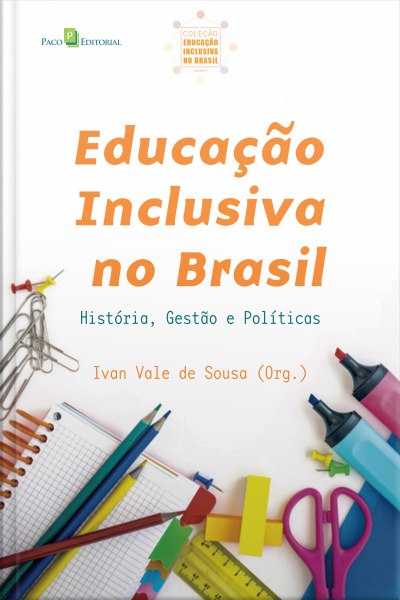 PACO EDITORIAL
COLEÇÃO
EDUCAÇÃO
INCLUSIVA
NO BRASIL
Educação
Inclusiva
no Brasil
História, Gestão e Políticas
Ivan Vale de Sousa (Org.)